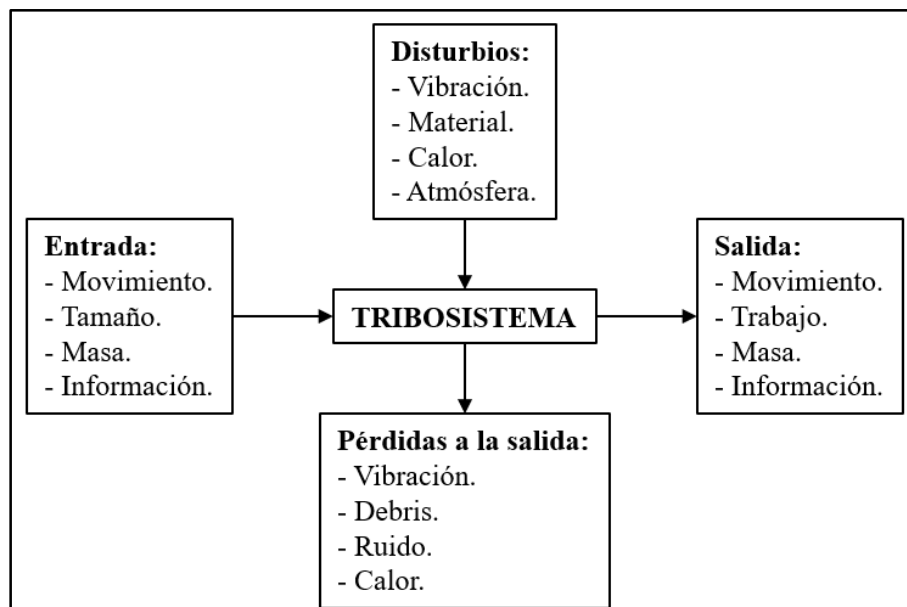 Disturbios:
- Vibración.
- Material.
- Calor.
- Atmósfera.
Entrada:
- Movimiento.
- Tamaño.
- Masa.
- Información.
TRIBOSISTEMA
Salida:
- Movimiento.
- Trabajo.
- Masa.
- Información.
Pérdidas a la salida:
- Vibración.
- Debris.
- Ruido.
- Calor.